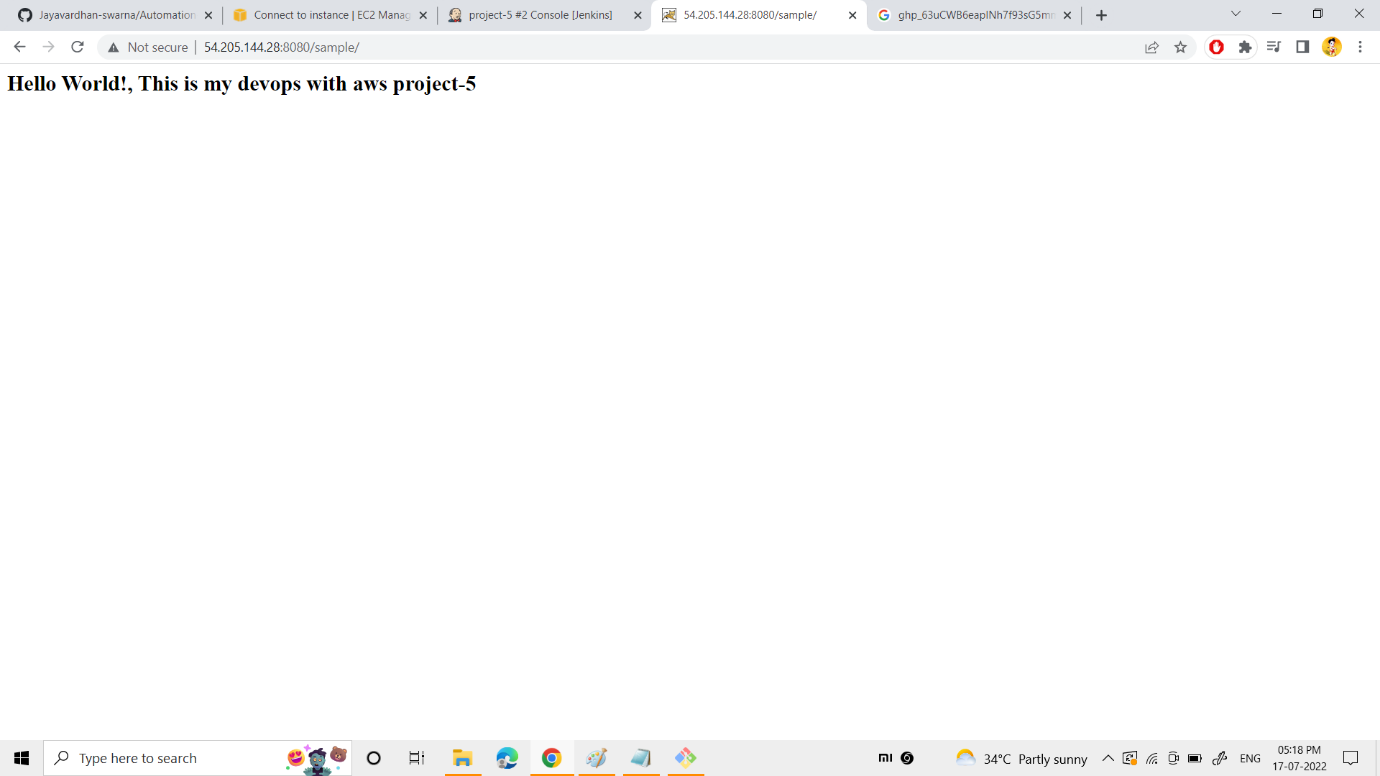 Jayavardhan-swarna/Automation
Connect to instance | EC2 Manag
project-5 #2 Console [Jenkins]
54.205.144.28:8080/sample/
Not secure
54.205.144.28:8080/sample/
Hello World!, This is my devops with aws project-5
Type here to search
34°C Partly sunny
ENG
05:18 PM
17-07-2022